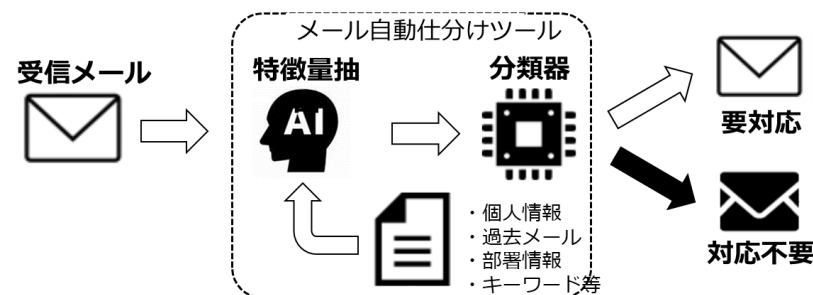 メール自動仕分けツール
受信メール
特徴量抽
分類器
AI
要対応
・個人情報
・過去メール
・部署情報
・キーワード等
対応不要